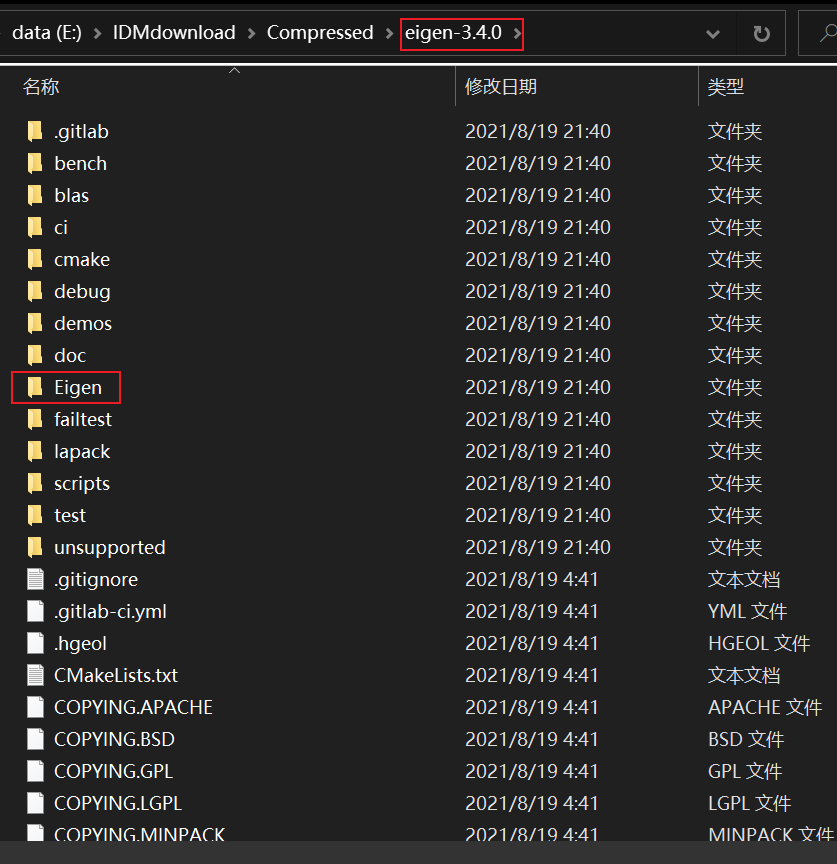 data (E:) > IDMdownload > Compressed > eigen-3.4.0 >
名称 修改日期 类型
.gitlab 2021/8/19 21:40 文件夹
bench 2021/8/19 21:40 文件夹
blas 2021/8/19 21:40 文件夹
ci 2021/8/19 21:40 文件夹
cmake 2021/8/19 21:40 文件夹
debug 2021/8/19 21:40 文件夹
demos 2021/8/19 21:40 文件夹
doc 2021/8/19 21:40 文件夹
Eigen 2021/8/19 21:40 文件夹
failtest 2021/8/19 21:40 文件夹
lapack 2021/8/19 21:40 文件夹
scripts 2021/8/19 21:40 文件夹
test 2021/8/19 21:40 文件夹
unsupported 2021/8/19 21:40 文件夹
.gitignore 2021/8/19 4:41 文本文档
.gitlab-ci.yml 2021/8/19 4:41 YML 文件
.hgeol 2021/8/19 4:41 HGEOL 文件
CMakeLists.txt 2021/8/19 4:41 文本文档
COPYING.APACHE 2021/8/19 4:41 APACHE 文件
COPYING.BSD 2021/8/19 4:41 BSD 文件
COPYING.GPL 2021/8/19 4:41 GPL 文件
COPYING.LGPL 2021/8/19 4:41 LGPL 文件
COPYING.MINPACK 2021/8/19 4:41 MINPACK 文件